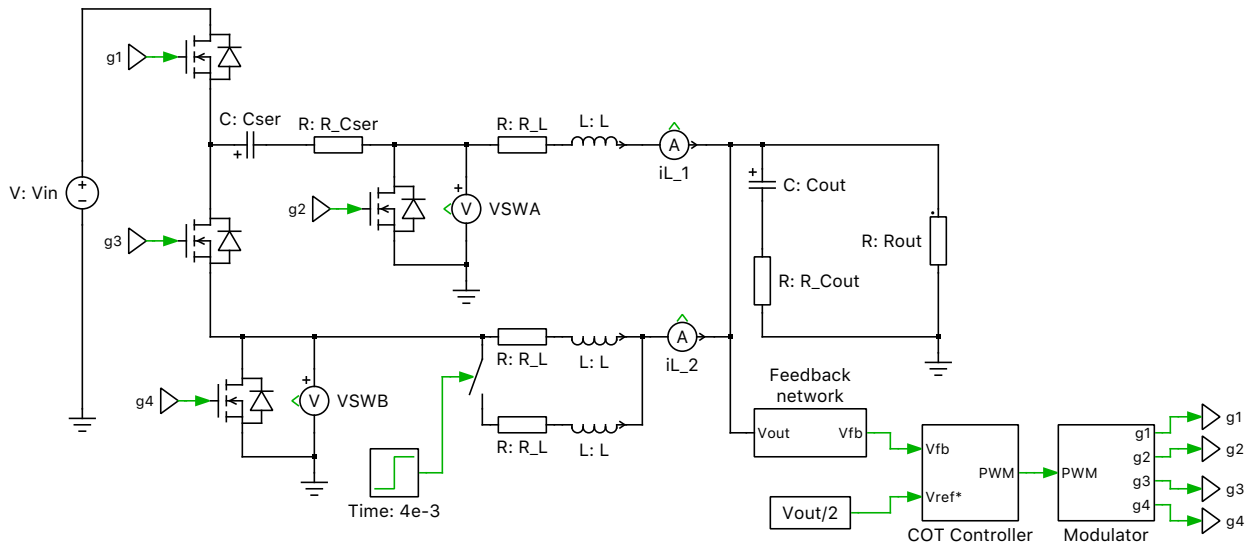 g1
C: Cser
R: R_Cser
R: R_L
L: L
A
iL_1
V: Vin
g2
V
VSWA
C: Cout
R: Rout
g3
R: R_Cout
R: R_L
L: L
A
iL_2
g4
V
VSWB
R: R_L
L: L
Time: 4e-3
Feedback
network
Vout
Vfb
Vfb
Vref*
PWM
COT Controller
Vout/2
PWM
g1
g2
g3
g4
Modulator
g1
g2
g3
g4